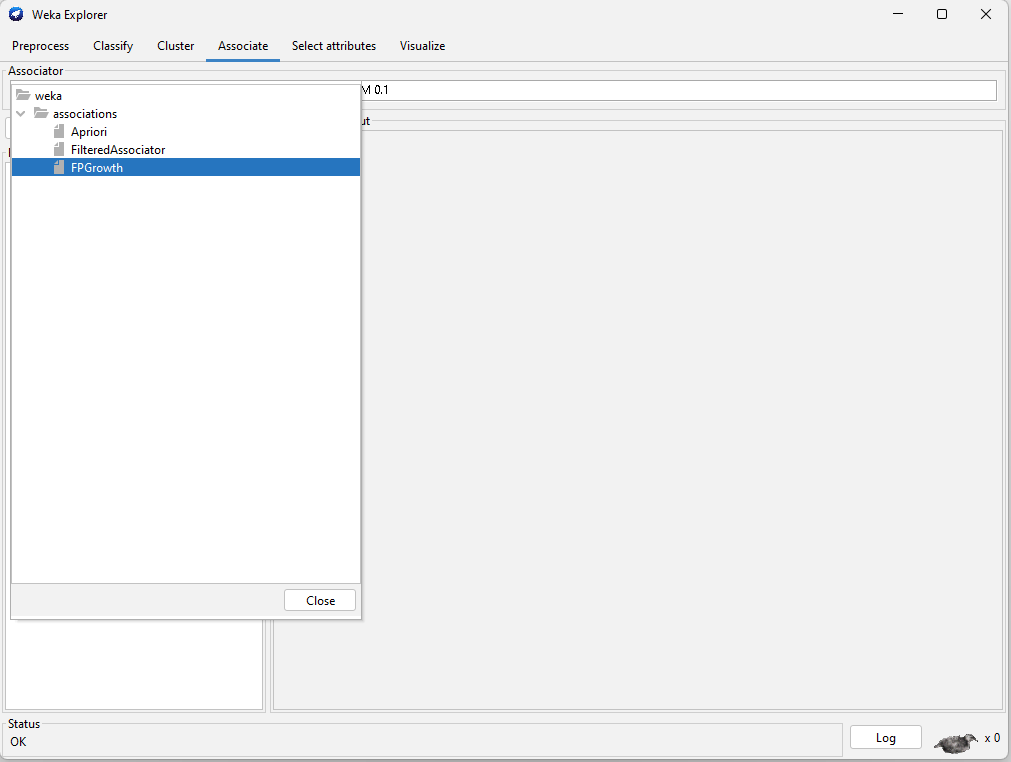 Weka Explorer
Preprocess Classify Cluster Associate Select attributes Visualize
Associator
M 0.1
weka
associations
Apriori
FilteredAssociator
FPGrowth
Close
Status
OK
Log
x 0